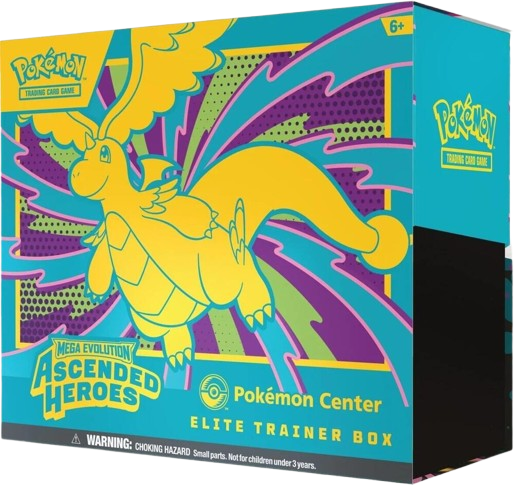 6+
POKéMON
TRADING CARD GAME
POKéMON
TRADING CARD GAME
MEGA EVOLUTION
ASCENDED
HEROES
Pokémon Center
ELITE TRAINER BOX
WARNING: CHOKING HAZARD Small parts. Not for children under 3 years.